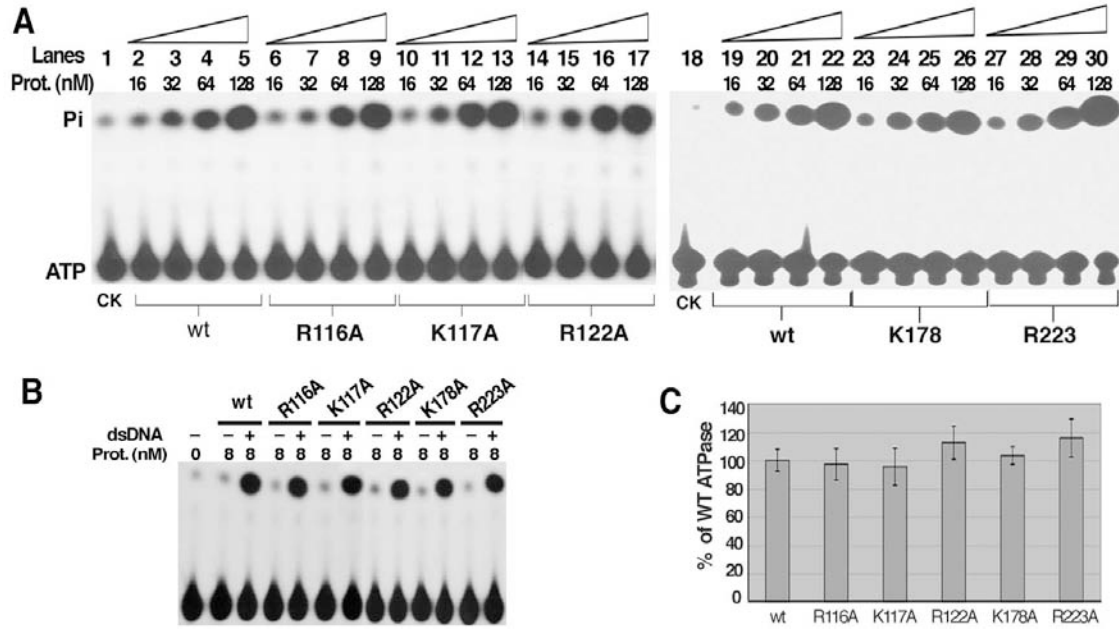 A
Lanes 1 2 3 4 5 6 7 8 9 10 11 12 13 14 15 16 17 18 19 20 21 22 23 24 25 26 27 28 29 30
Prot. (nM) 16 32 64 128 16 32 64 128 16 32 64 128 16 32 64 128 16 32 64 128 16 32 64 128 16 32 64 128
Pi
ATP
CK CK
wt R116A K117A R122A wt K178 R223
B
wt R116A K117A R122A K178A R223A
dsDNA − − + − + − + − + − + − +
Prot. (nM) 0 8 8 8 8 8 8 8 8 8 8 8 8
C
% of WT ATPase
140
120
100
80
60
40
20
0
wt R116A K117A R122A K178A R223A